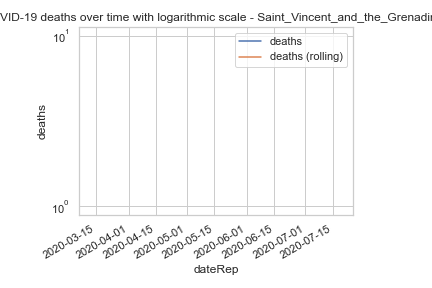 VID-19 deaths over time with logarithmic scale - Saint_Vincent_and_the_Grenadin
10^1
deaths
deaths (rolling)
deaths
10^0
2020-03-15
2020-04-01
2020-04-15
2020-05-01
2020-05-15
2020-06-01
2020-06-15
2020-07-01
2020-07-15
dateRep